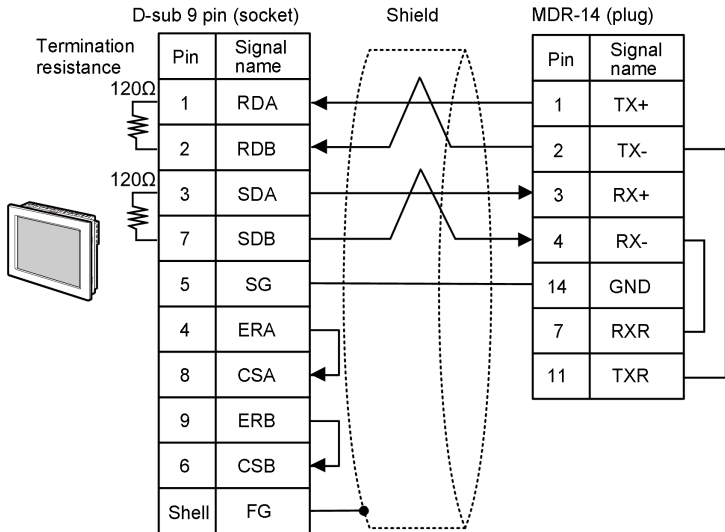 D-sub 9 pin (socket)
Shield
MDR-14 (plug)
Termination
resistance
Pin Signal name
120Ω
1 RDA
2 RDB
120Ω
3 SDA
7 SDB
5 SG
4 ERA
8 CSA
9 ERB
6 CSB
Shell FG
Pin Signal name
1 TX+
2 TX-
3 RX+
4 RX-
14 GND
7 RXR
11 TXR